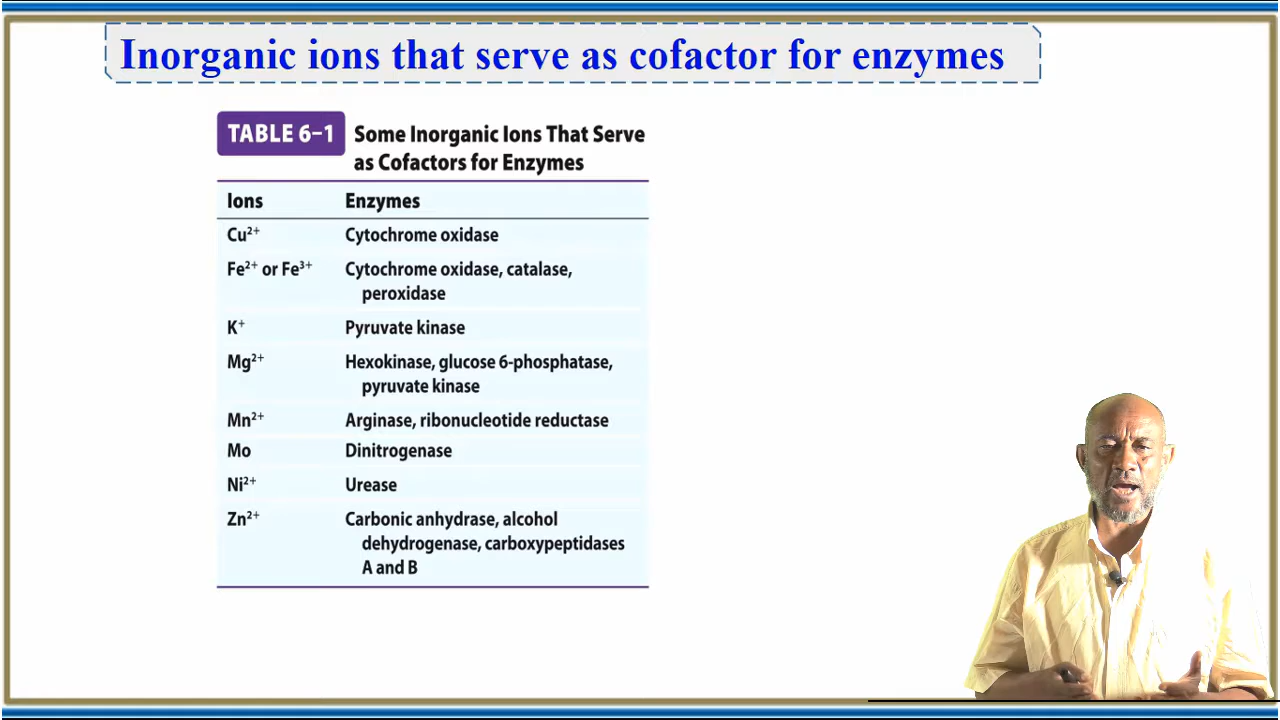 Inorganic ions that serve as cofactor for enzymes
TABLE 6–1 Some Inorganic Ions That Serve
as Cofactors for Enzymes
Ions Enzymes
Cu²⁺ Cytochrome oxidase
Fe²⁺ or Fe³⁺ Cytochrome oxidase, catalase,
peroxidase
K⁺ Pyruvate kinase
Mg²⁺ Hexokinase, glucose 6-phosphatase,
pyruvate kinase
Mn²⁺ Arginase, ribonucleotide reductase
Mo Dinitrogenase
Ni²⁺ Urease
Zn²⁺ Carbonic anhydrase, alcohol
dehydrogenase, carboxypeptidases
A and B